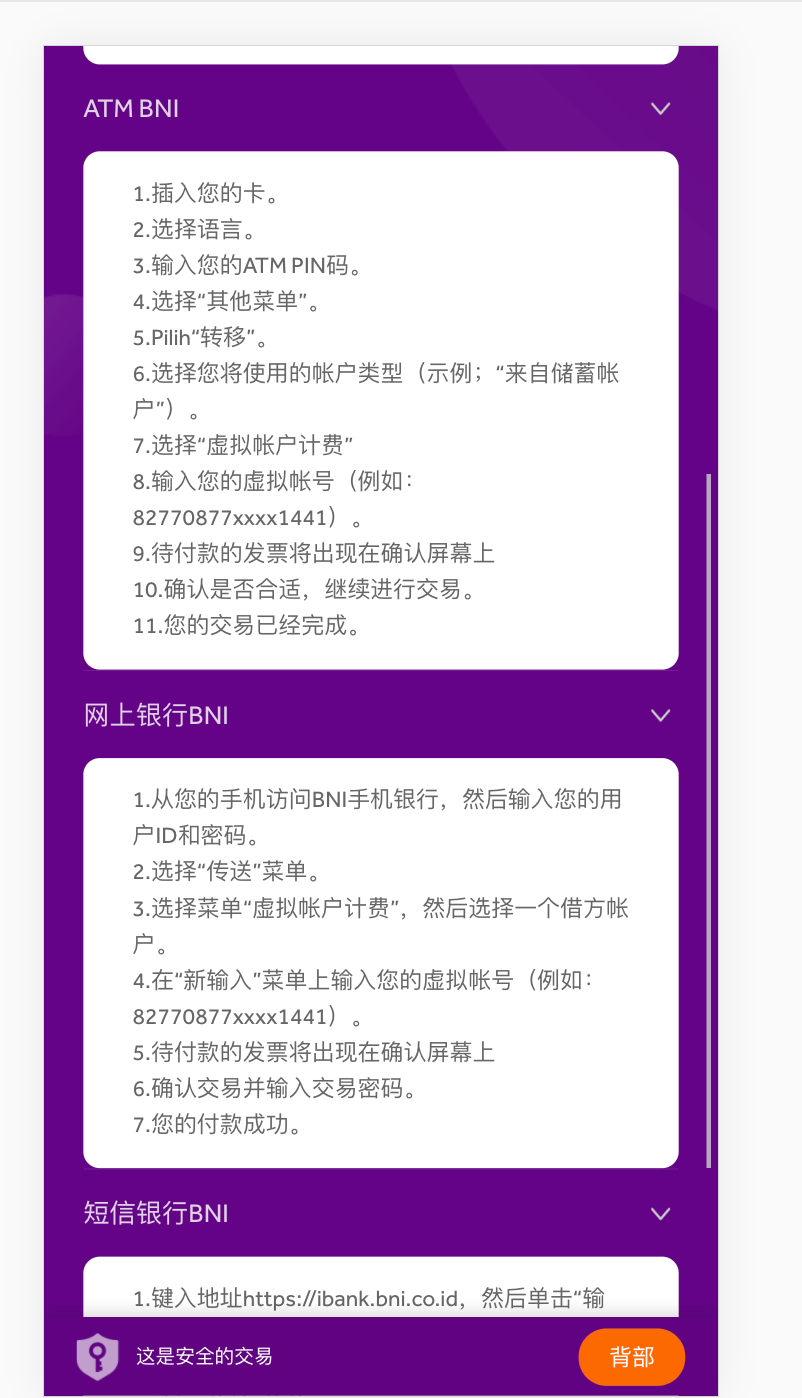 ATM BNI
1.插入您的卡。
2.选择语言。
3.输入您的ATM PIN码。
4.选择“其他菜单”。
5.Pilih“转移”。
6.选择您将使用的帐户类型（示例；“来自储蓄帐
户”）。
7.选择“虚拟帐户计费”
8.输入您的虚拟帐号（例如：
82770877xxxx1441）。
9.待付款的发票将出现在确认屏幕上
10.确认是否合适，继续进行交易。
11.您的交易已经完成。
网上银行BNI
1.从您的手机访问BNI手机银行，然后输入您的用
户ID和密码。
2.选择“传送”菜单。
3.选择菜单“虚拟帐户计费”，然后选择一个借方帐
户。
4.在“新输入”菜单上输入您的虚拟帐号（例如：
82770877xxxx1441）。
5.待付款的发票将出现在确认屏幕上
6.确认交易并输入交易密码。
7.您的付款成功。
短信银行BNI
1.键入地址https://ibank.bni.co.id，然后单击“输
这是安全的交易
背部